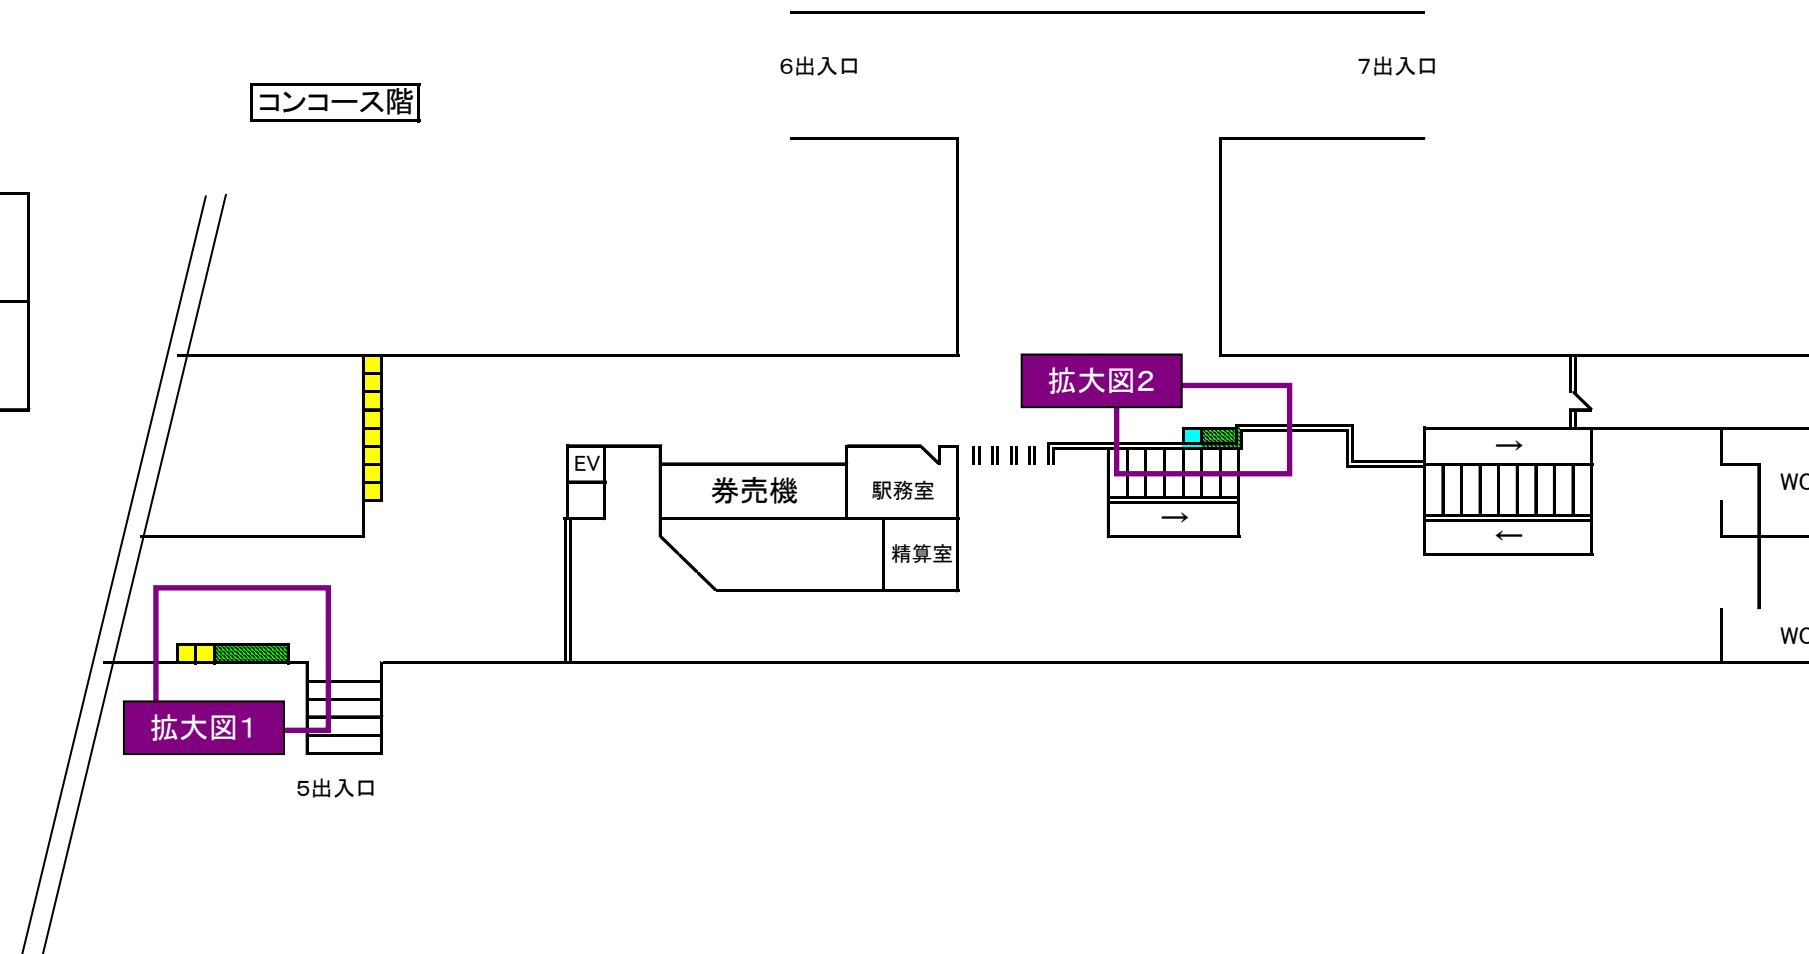 6出入口
7出入口
コンコース階
拡大図2
EV
券売機
駅務室
精算室
→
→
←
WC
WC
拡大図1
5出入口